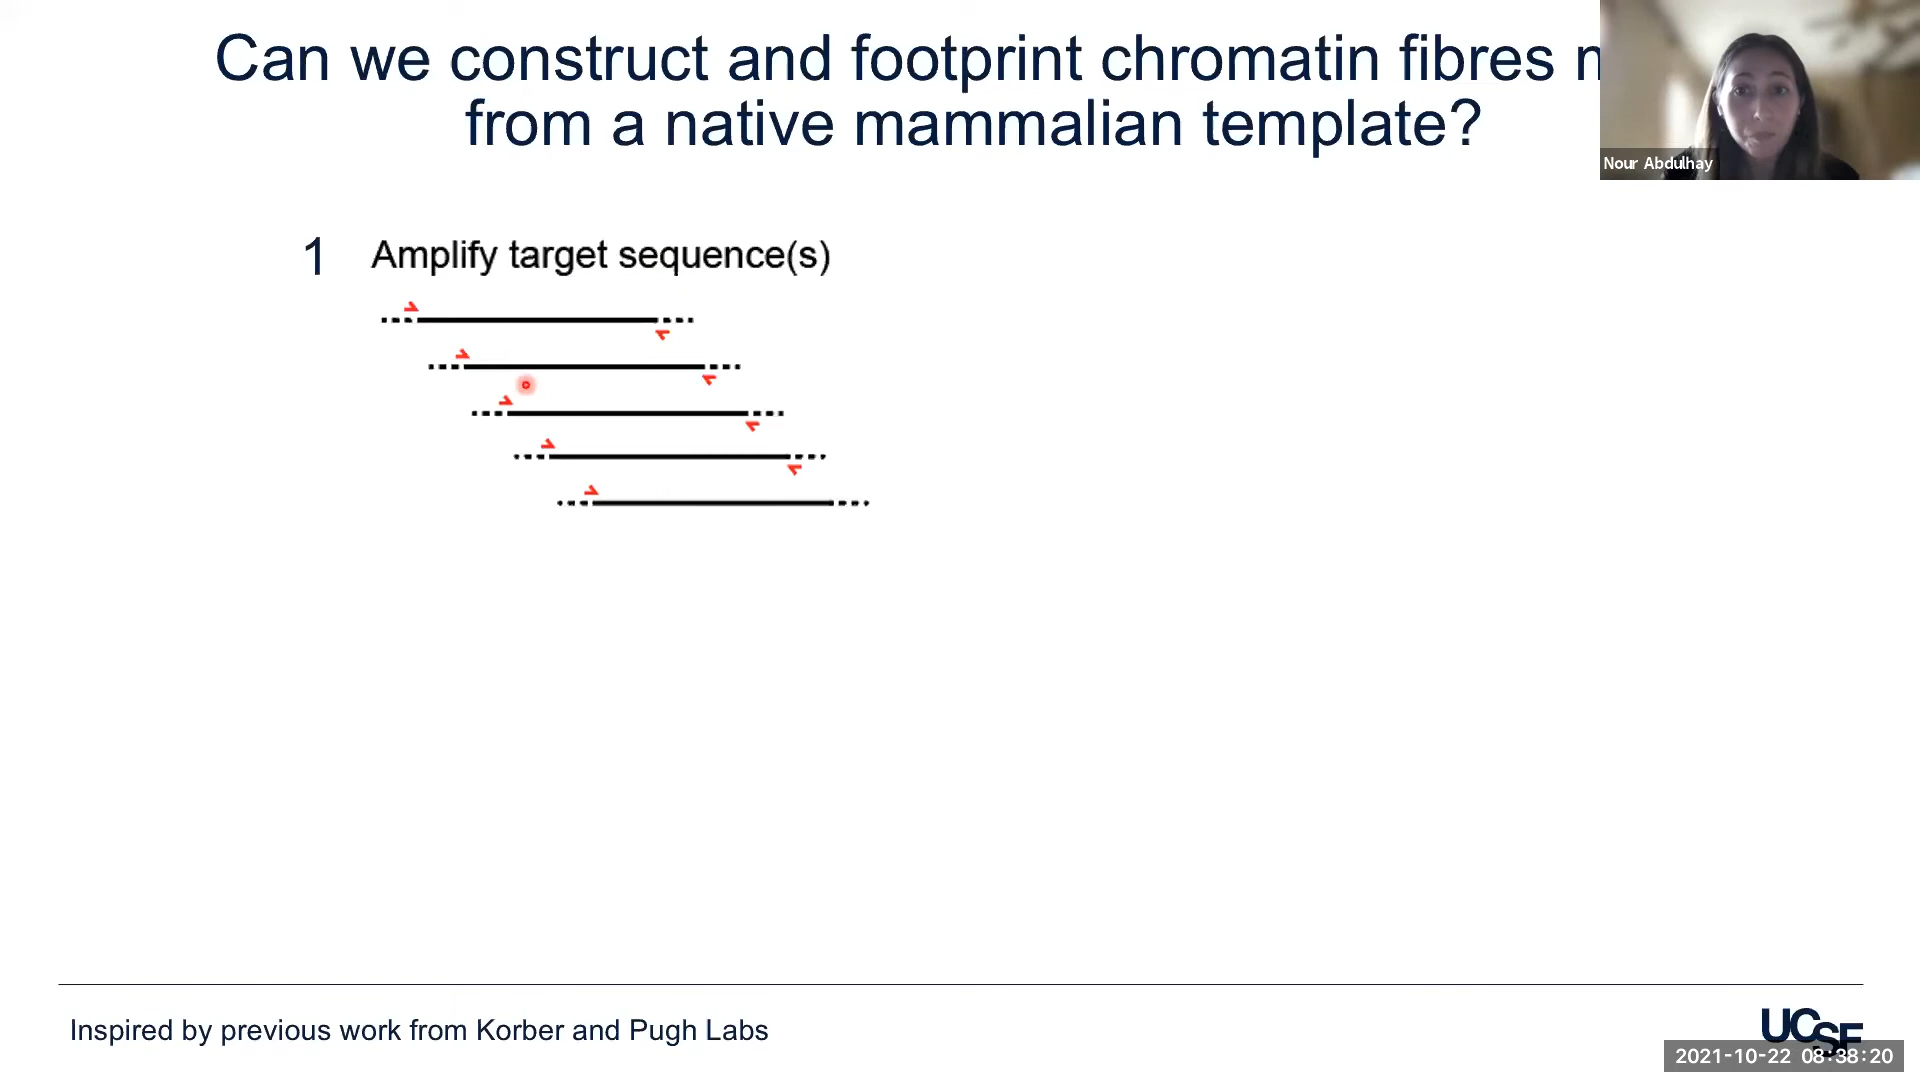 Can we construct and footprint chromatin fibres
from a native mammalian template?
Nour Abdulhay
1 Amplify target sequence(s)
Inspired by previous work from Korber and Pugh Labs
UCSF
2021-10-22 08:38:20